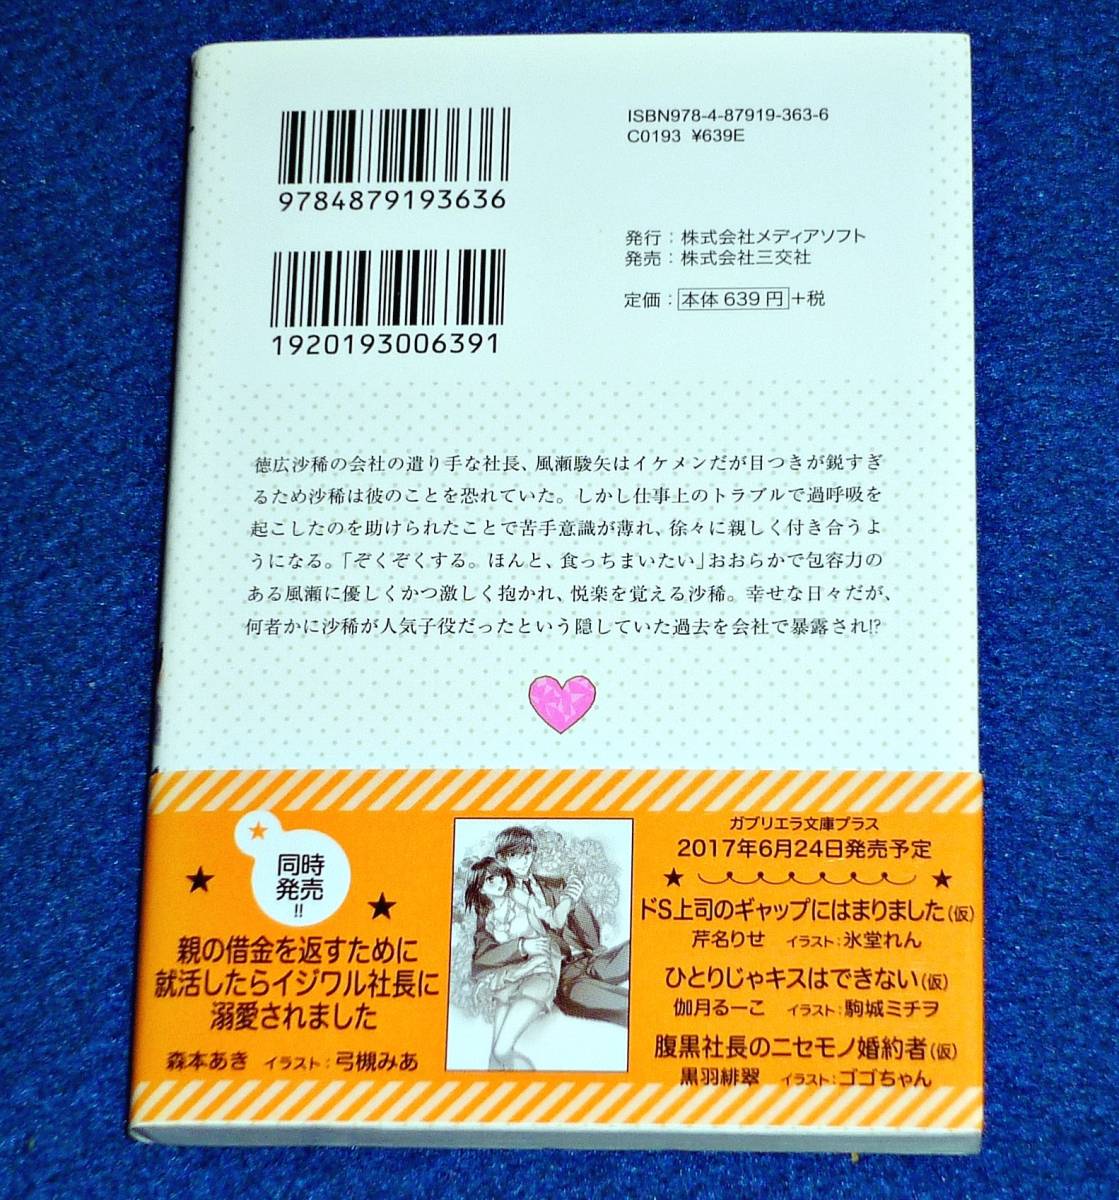 9784879193636
1920193006391
ISBN978-4-87919-363-6
C0193 ¥639E
発行：株式会社メディアソフト
発売：株式会社三交社
定価：本体639円+税
徳広沙稀の会社の遣り手な社長、風瀬駿矢はイケメンだが目つきが鋭すぎ
るため沙稀は彼のことを恐れていた。しかし仕事上のトラブルで過呼吸を
起こしたのを助けられたことで苦手意識が薄れ、徐々に親しく付き合うよ
うになる。「ぞくぞくする。ほんと、食っちまいたい」おおらかで包容力の
ある風瀬に優しくかつ激しく抱かれ、悦楽を覚える沙稀。幸せな日々だが、
何者かに沙稀が人気子役だったという隠していた過去を会社で暴露され!?
同時
発売
!!
親の借金を返すために
就活したらイジワル社長に
溺愛されました
森本あき イラスト：弓槻みあ
ガブリエラ文庫プラス
2017年6月24日発売予定
ドS上司のギャップにはまりました(仮)
芹名りせ イラスト：氷堂れん
ひとりじゃキスはできない(仮)
伽月るーこ イラスト：駒城ミチヲ
腹黒社長のニセモノ婚約者(仮)
黒羽緋翠 イラスト：ゴゴちゃん